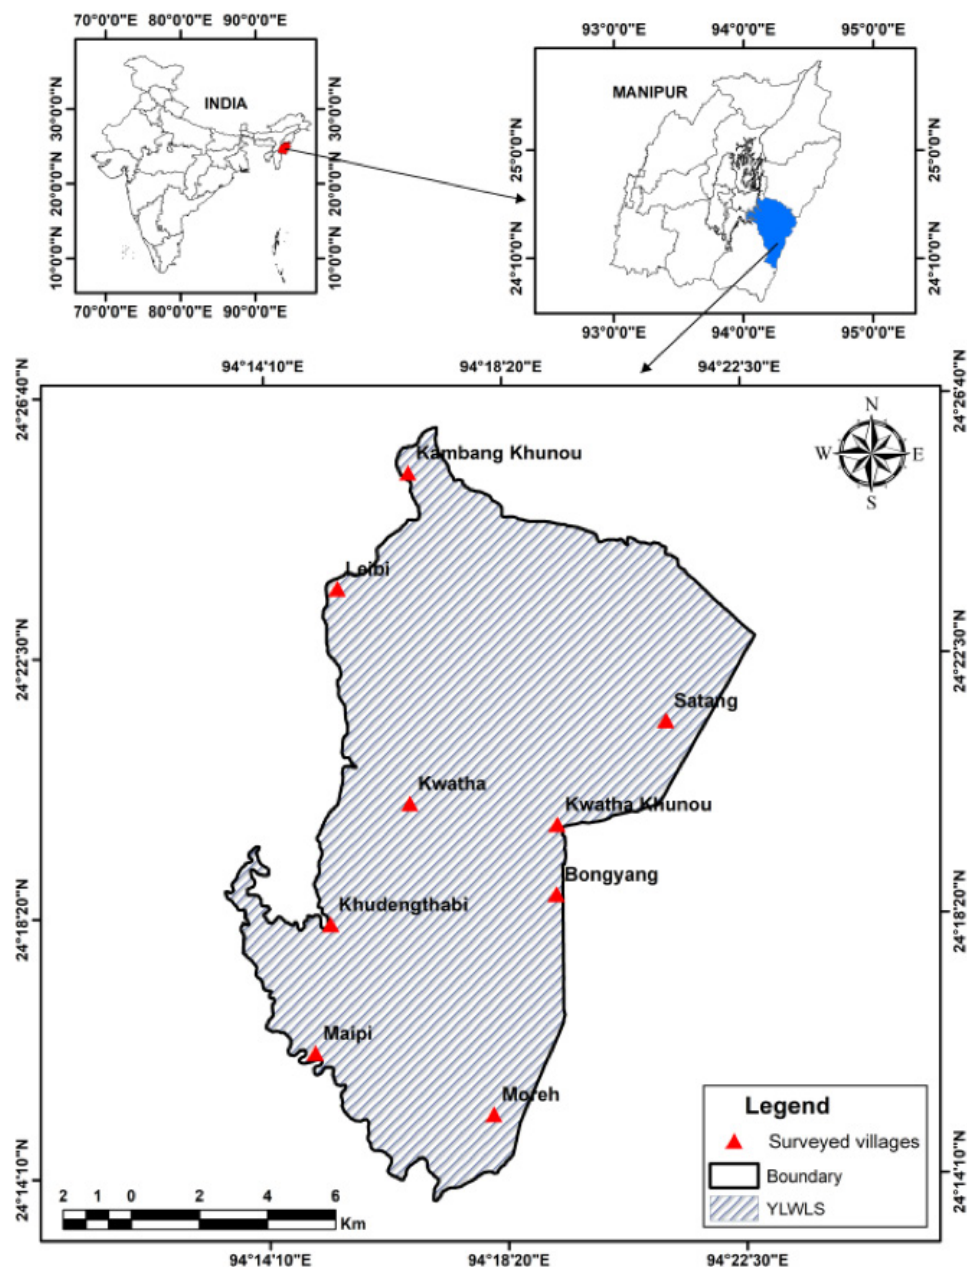 70°0'0"E 80°0'0"E 90°0'0"E
INDIA
30°0'0"N
20°0'0"N
10°0'0"N
30°0'0"N
20°0'0"N
10°0'0"N
70°0'0"E 80°0'0"E 90°0'0"E
93°0'0"E 94°0'0"E 95°0'0"E
MANIPUR
25°0'0"N
24°10'0"N
25°0'0"N
24°10'0"N
93°0'0"E 94°0'0"E 95°0'0"E
94°14'10"E 94°18'20"E 94°22'30"E
24°26'40"N
24°22'30"N
24°18'20"N
24°14'10"N
24°26'40"N
24°22'30"N
24°18'20"N
24°14'10"N
N
W E
S
Kambang Khunou
Leibi
Satang
Kwatha
Kwatha Khunou
Bongyang
Khudengthabi
Maipi
Moreh
Legend
Surveyed villages
Boundary
YLWLS
2 1 0 2 4 6
Km
94°14'10"E 94°18'20"E 94°22'30"E